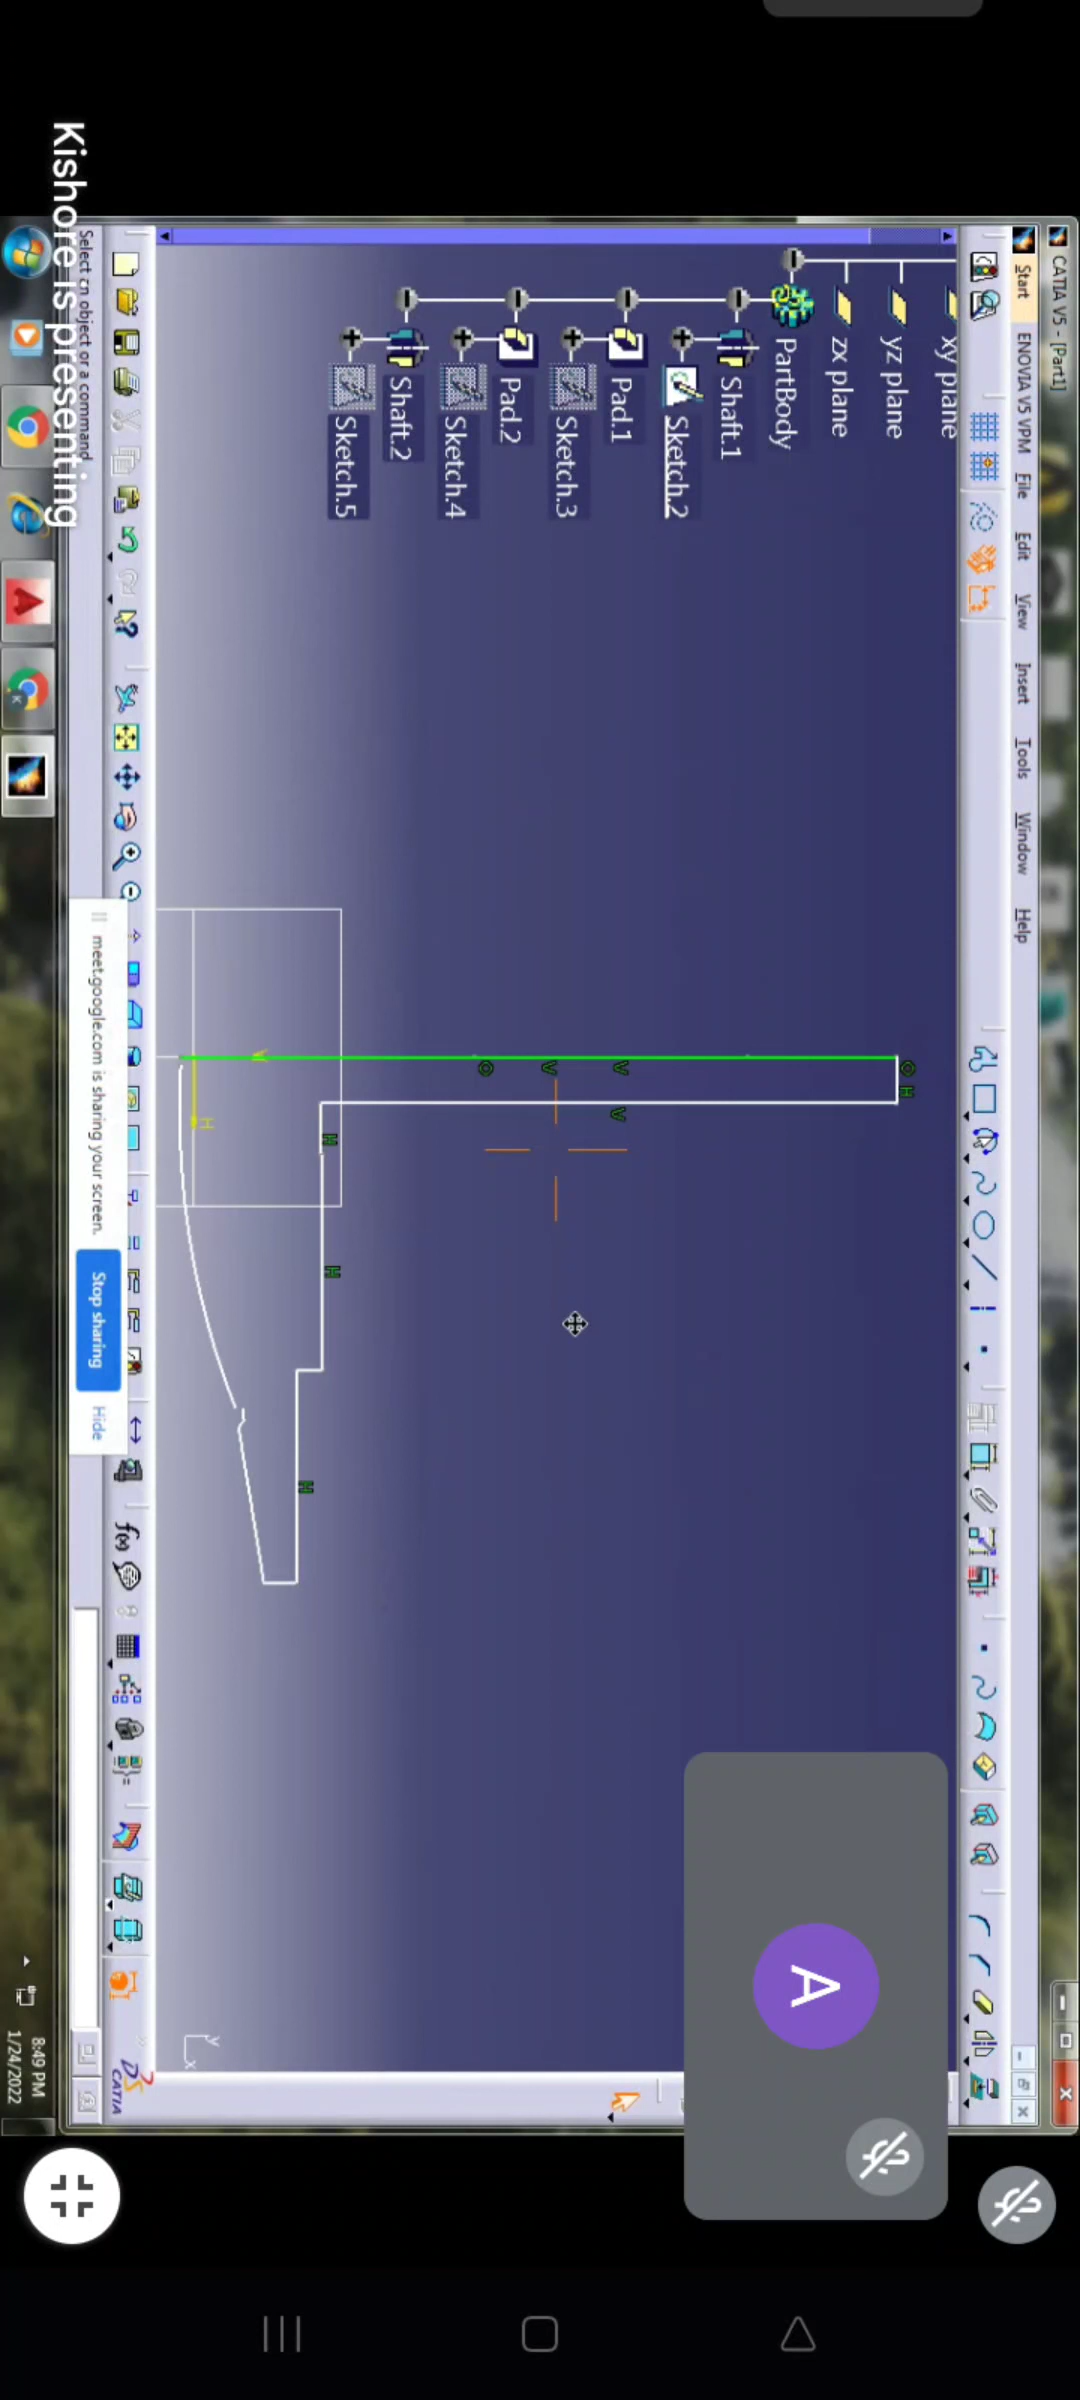 CATIA V5 - [Part1]
Start ENOVIA V5 VPM File Edit View Insert Tools Window Help
xy plane
yz plane
zx plane
PartBody
Shaft.1
Sketch.2
Pad.1
Sketch.3
Pad.2
Sketch.4
Shaft.2
Sketch.5
O
H
V
V
O
V
V
H
H
H
H
A
y
x
f(x)
meet.google.com is sharing your screen.
Stop sharing
Hide
Select an object or a command
DS
CATIA
Kishore is presenting
K
8:49 PM
1/24/2022